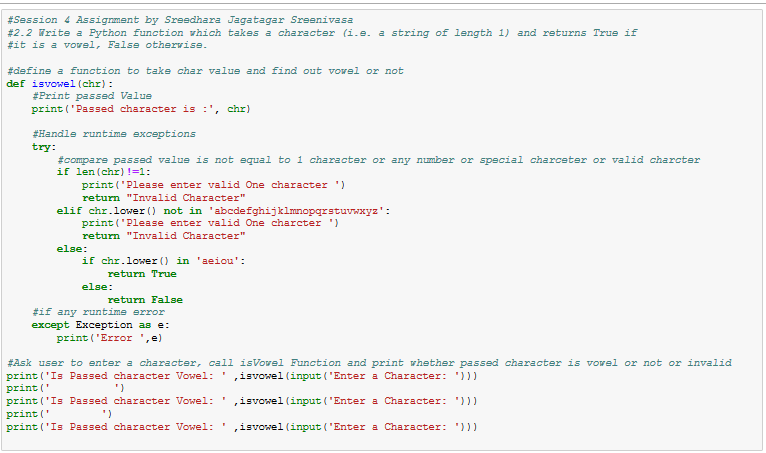 #Session 4 Assignment by Sreedhara Jagatagar Sreenivasa
#2.2 Write a Python function which takes a character (i.e. a string of length 1) and returns True if
#it is a vowel, False otherwise.

#define a function to take char value and find out vowel or not
def isvowel(chr):
    #Print passed Value
    print('Passed character is :', chr)

    #Handle runtime exceptions
    try:
        #compare passed value is not equal to 1 character or any number or special charceter or valid charcter
        if len(chr)!=1:
            print('Please enter valid One character ')
            return "Invalid Character"
        elif chr.lower() not in 'abcdefghijklmnopqrstuvwxyz':
            print('Please enter valid One charcter ')
            return "Invalid Character"
        else:
            if chr.lower() in 'aeiou':
                return True
            else:
                return False
    #if any runtime error
    except Exception as e:
        print('Error ',e)

#Ask user to enter a character, call isVowel Function and print whether passed character is vowel or not or invalid
print('Is Passed character Vowel: ' ,isvowel(input('Enter a Character: ')))
print('          ')
print('Is Passed character Vowel: ' ,isvowel(input('Enter a Character: ')))
print('        ')
print('Is Passed character Vowel: ' ,isvowel(input('Enter a Character: ')))